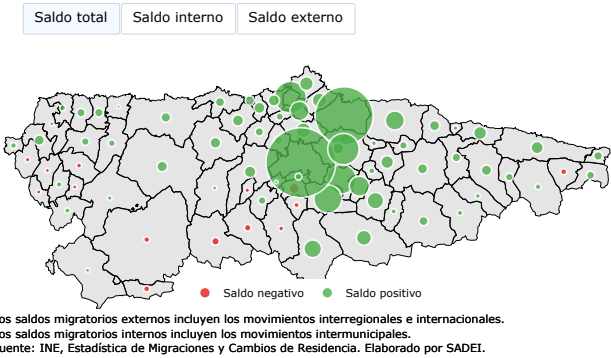 Saldo total Saldo interno Saldo externo
Saldo negativo Saldo positivo
os saldos migratorios externos incluyen los movimientos interregionales e internacionales.
os saldos migratorios internos incluyen los movimientos intermunicipales.
uente: INE, Estadística de Migraciones y Cambios de Residencia. Elaborado por SADEI.